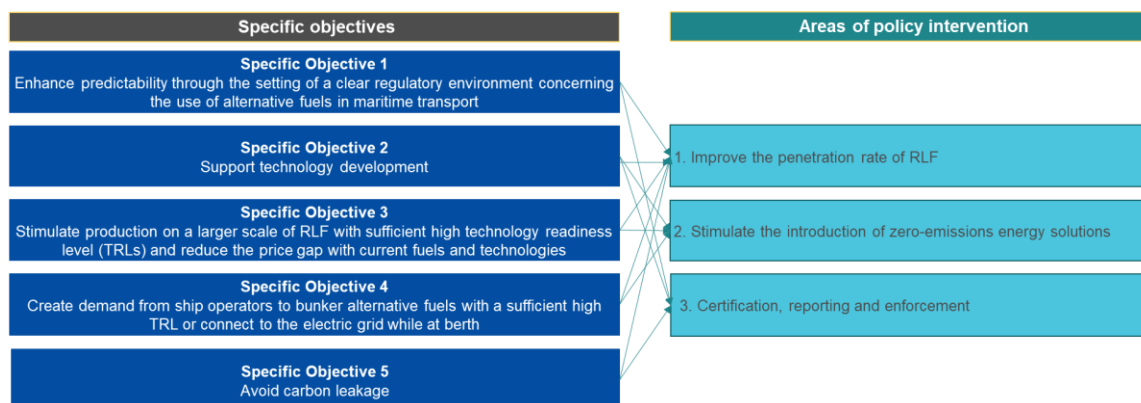 Specific objectives
Areas of policy intervention
Specific Objective 1
Enhance predictability through the setting of a clear regulatory environment concerning
the use of alternative fuels in maritime transport
Specific Objective 2
Support technology development
Specific Objective 3
Stimulate production on a larger scale of RLF with sufficient high technology readiness
level (TRLs) and reduce the price gap with current fuels and technologies
Specific Objective 4
Create demand from ship operators to bunker alternative fuels with a sufficient high
TRL or connect to the electric grid while at berth
Specific Objective 5
Avoid carbon leakage
1. Improve the penetration rate of RLF
2. Stimulate the introduction of zero-emissions energy solutions
3. Certification, reporting and enforcement